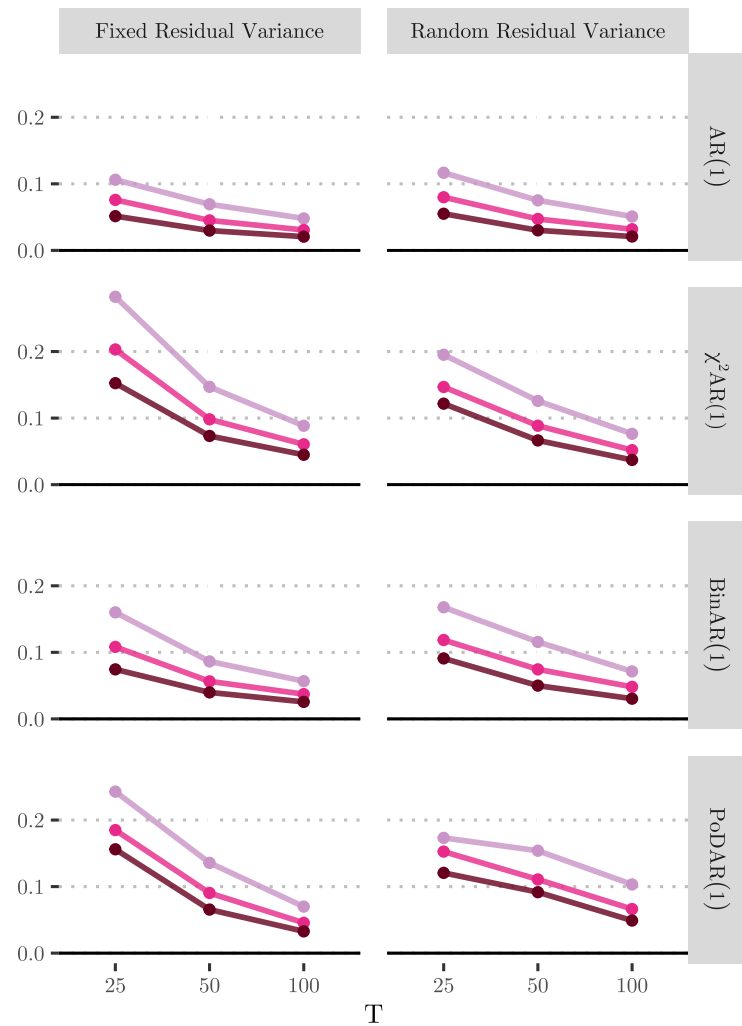 Fixed Residual Variance
Random Residual Variance
0.2
0.1
0.0
AR(1)
0.2
0.1
0.0
χ²AR(1)
0.2
0.1
0.0
BinAR(1)
0.2
0.1
0.0
PoDAR(1)
25 50 100
25 50 100
T